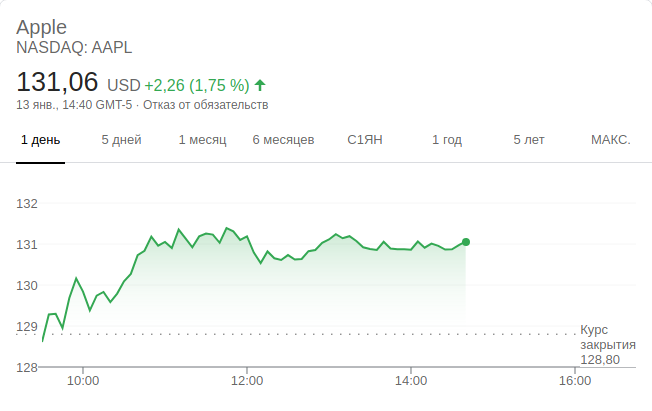 Apple
NASDAQ: AAPL
131,06 USD +2,26 (1,75 %)
13 янв., 14:40 GMT-5 · Отказ от обязательств
1 день 5 дней 1 месяц 6 месяцев С1ЯН 1 год 5 лет МАКС.
132
131
130
129
Курс
закрытия
128,80
128
10:00 12:00 14:00 16:00